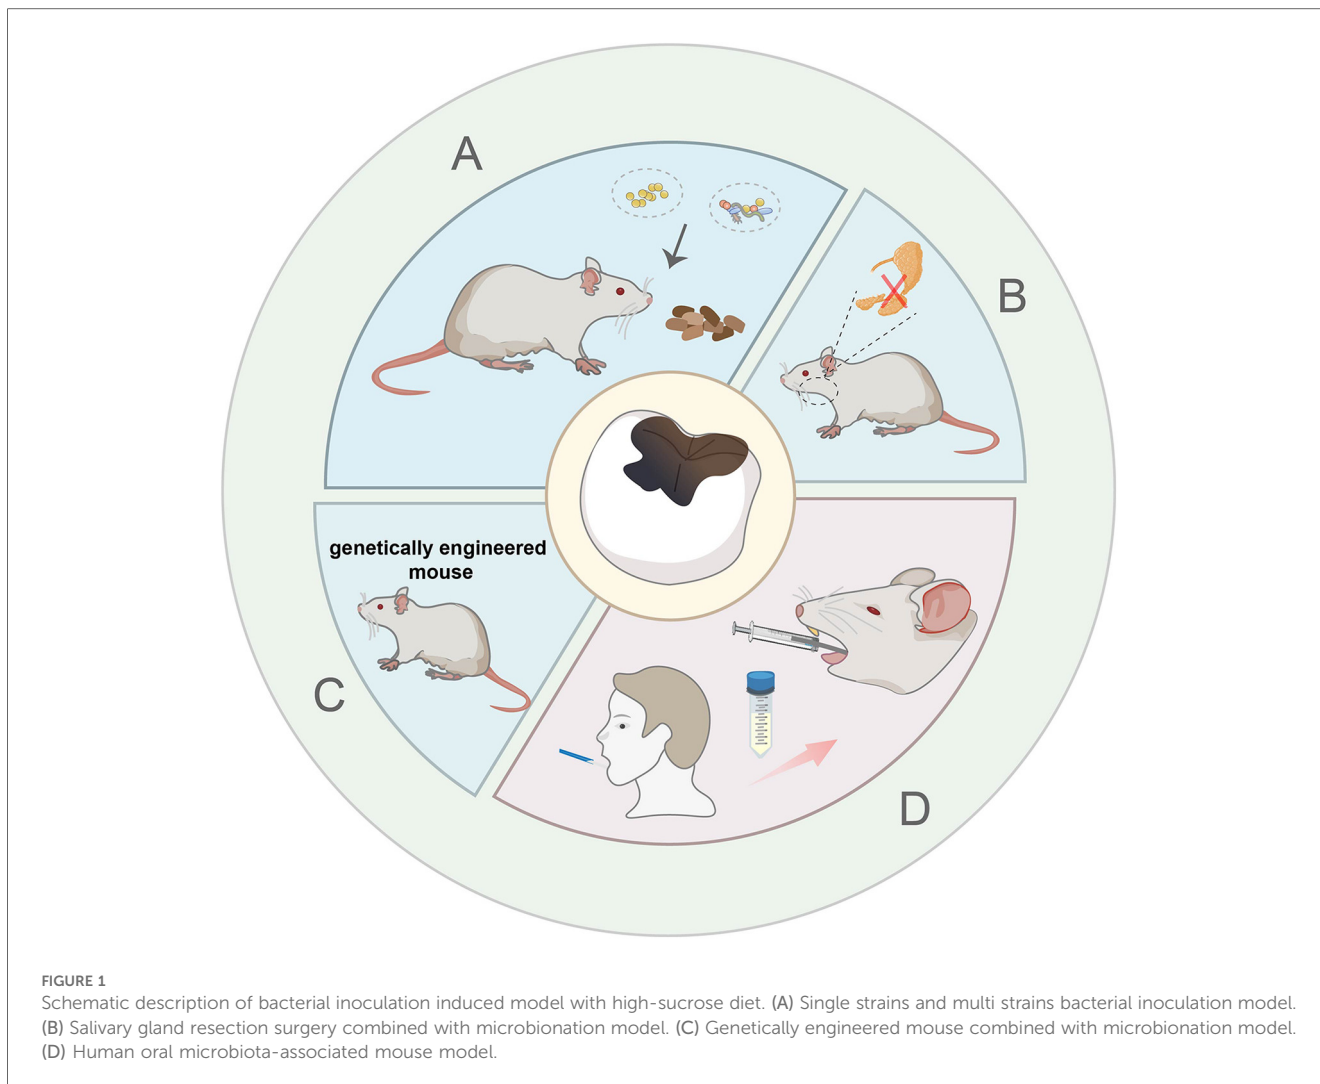 A
B
genetically engineered
mouse
C
D
FIGURE 1
Schematic description of bacterial inoculation induced model with high-sucrose diet. (A) Single strains and multi strains bacterial inoculation model.
(B) Salivary gland resection surgery combined with microbionation model. (C) Genetically engineered mouse combined with microbionation model.
(D) Human oral microbiota-associated mouse model.